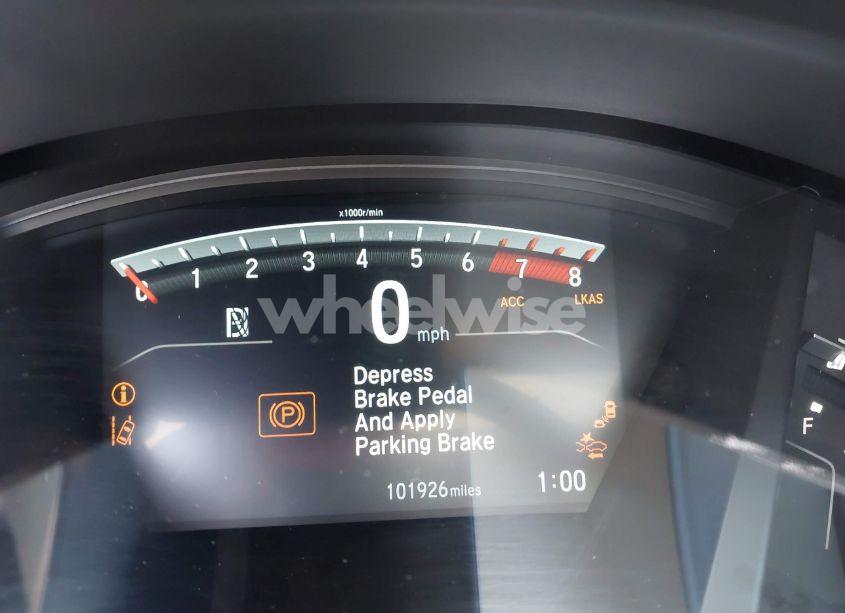 x1000r/min
0 1 2 3 4 5 6 7 8
ACC
LKAS
wheelwise
0 mph
Depress
Brake Pedal
And Apply
Parking Brake
P
101926 miles
1:00
F